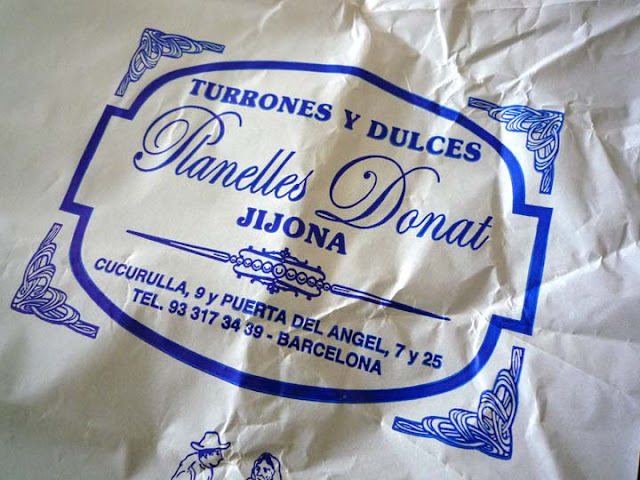 TURRONES Y DULCES
Planelles Donat
JIJONA
CUCURULLA, 9 y PUERTA DEL ANGEL, 7 y 25
TEL. 93 317 34 39 - BARCELONA